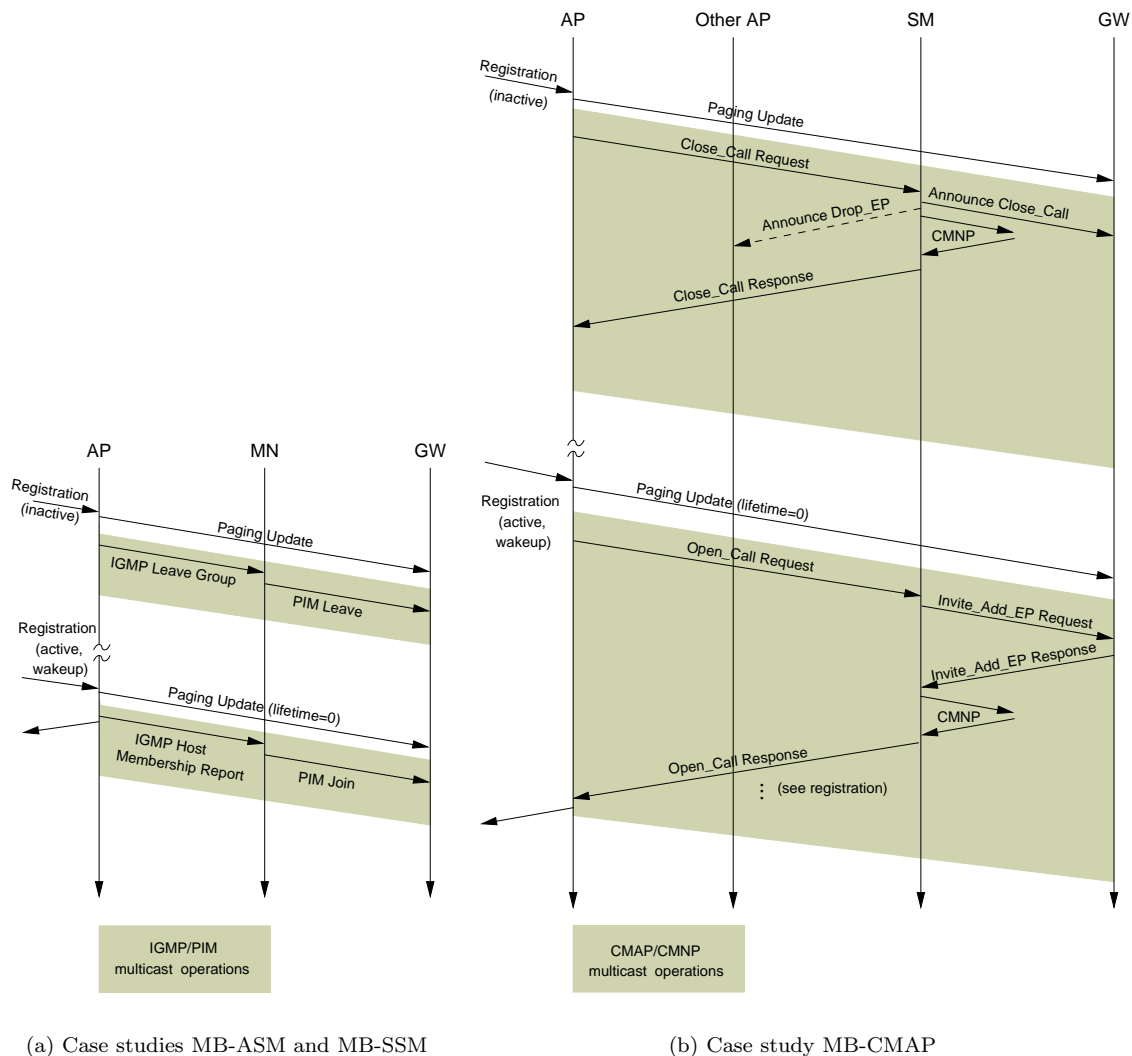 AP
Other AP
SM
GW
Registration
(inactive)
Paging Update
Close_Call Request
Announce Close_Call
Announce Drop_EP
CMNP
Close_Call Response
Registration
(active,
wakeup)
Paging Update (lifetime=0)
Open_Call Request
Invite_Add_EP Request
Invite_Add_EP Response
CMNP
Open_Call Response
(see registration)
CMAP/CMNP
multicast operations
AP
MN
GW
Registration
(inactive)
Paging Update
IGMP Leave Group
PIM Leave
Registration
(active,
wakeup)
Paging Update (lifetime=0)
IGMP Host
Membership Report
PIM Join
IGMP/PIM
multicast operations
(a) Case studies MB-ASM and MB-SSM
(b) Case study MB-CMAP